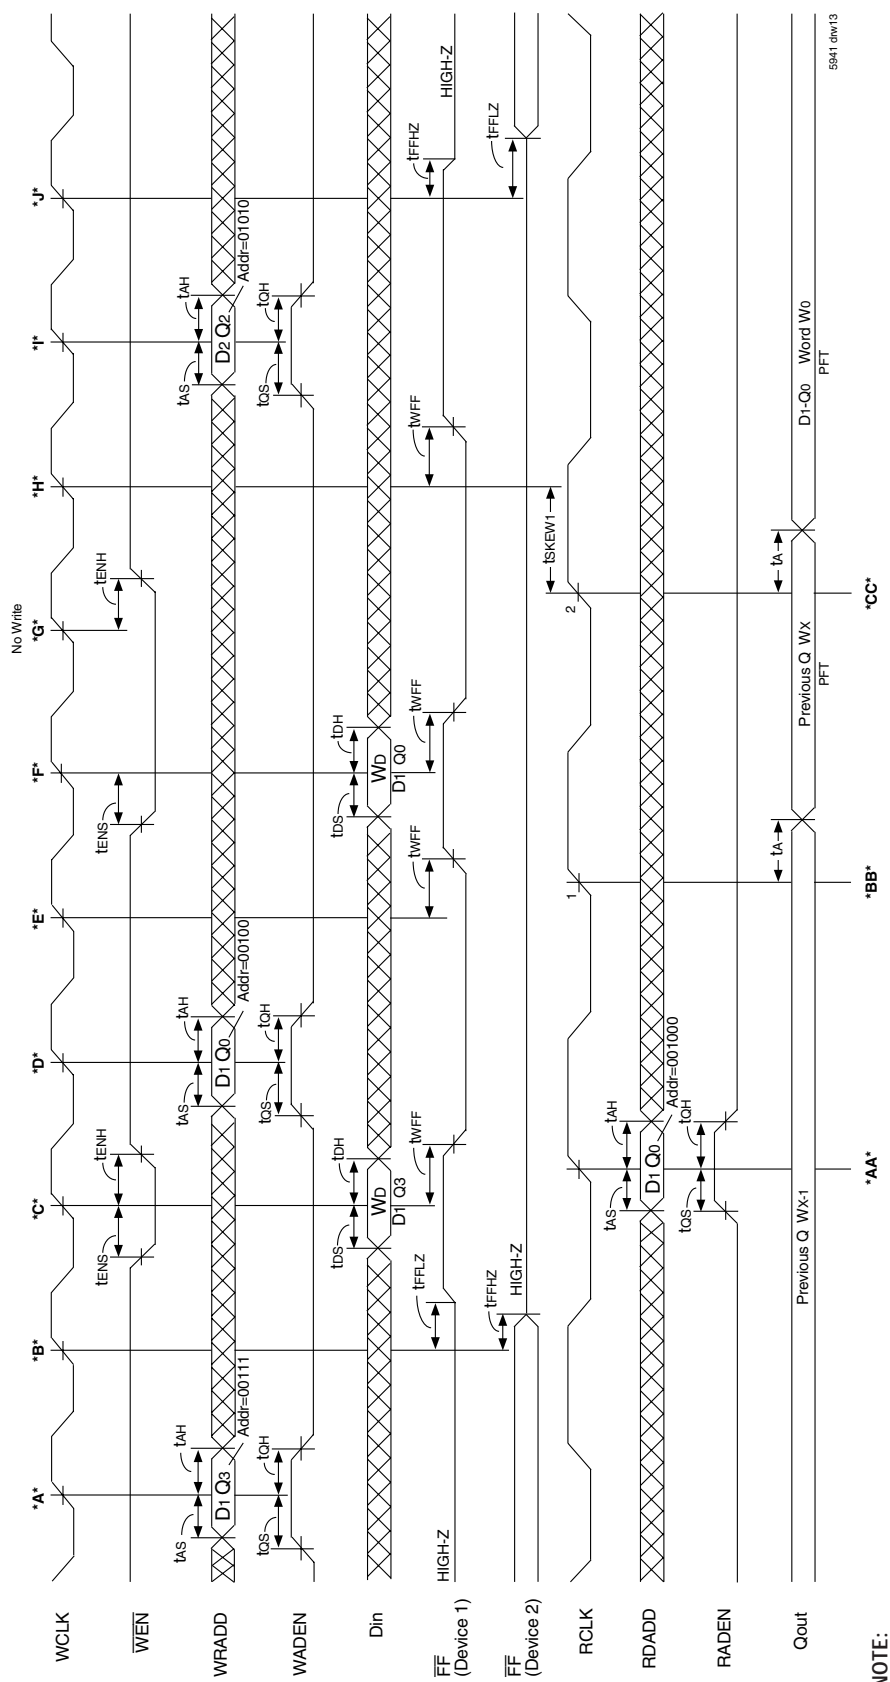 No Write
*A* *B* *C* *D* *E* *F* *G* *H* *I* *J*
WCLK
tENS tENH tENS tENH
WEN
tAS tAH tAS tAH tAS tAH
WRADD D1 Q3 D1 Q0 D2 Q2
Addr=00111 Addr=00100 Addr=01010
tQS tQH tQS tQH tQS tQH
WADEN
tDS tDH tDS tDH
Din WD WD
D1 Q3 D1 Q0
tFFLZ tWFF tWFF tWFF tWFF tFFHZ
FF
(Device 1)
HIGH-Z HIGH-Z
tFFHZ tFFLZ
FF
(Device 2)
HIGH-Z
tSKEW1
RCLK 1 2
tAS tAH
RDADD D1 Q0
Addr=001000
tQS tQH
RADEN
tA tA
Qout Previous Q WX-1 Previous Q WX D1-Q0 Word W0
PFT PFT
5941 drw13
*AA* *BB* *CC*
NOTE: